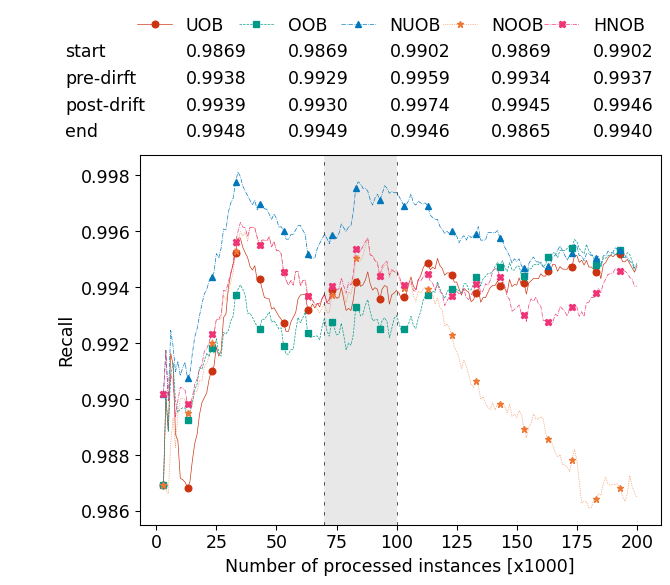 UOB OOB NUOB NOOB HNOB
start 0.9869 0.9869 0.9902 0.9869 0.9902
pre-dirft 0.9938 0.9929 0.9959 0.9934 0.9937
post-drift 0.9939 0.9930 0.9974 0.9945 0.9946
end 0.9948 0.9949 0.9946 0.9865 0.9940
0.998
0.996
0.994
0.992
0.990
0.988
0.986
Recall
0 25 50 75 100 125 150 175 200
Number of processed instances [x1000]